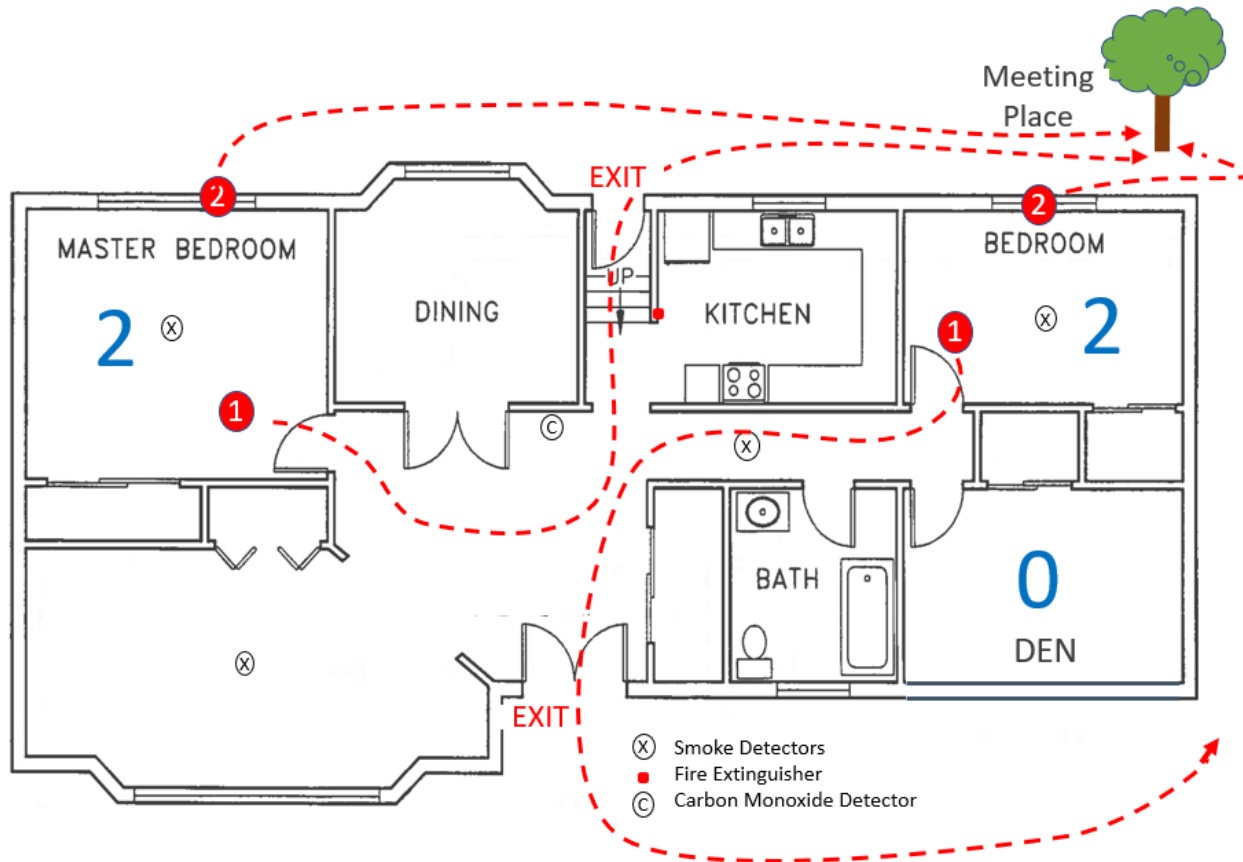 Meeting
Place
EXIT
2
2
MASTER BEDROOM
BEDROOM
UP
DINING
KITCHEN
X
2
X
2
1
1
C
X
BATH
0
DEN
X
EXIT
X Smoke Detectors
Fire Extinguisher
C Carbon Monoxide Detector